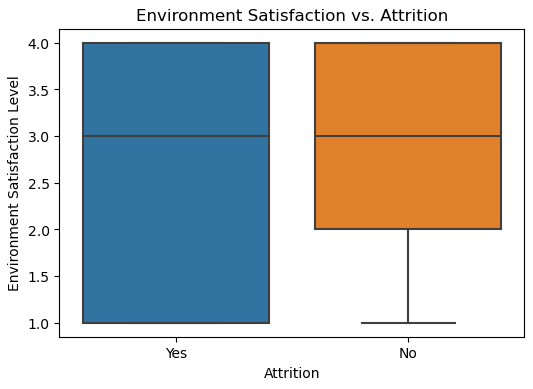 Environment Satisfaction vs. Attrition
Environment Satisfaction Level
4.0
3.5
3.0
2.5
2.0
1.5
1.0
Yes
No
Attrition